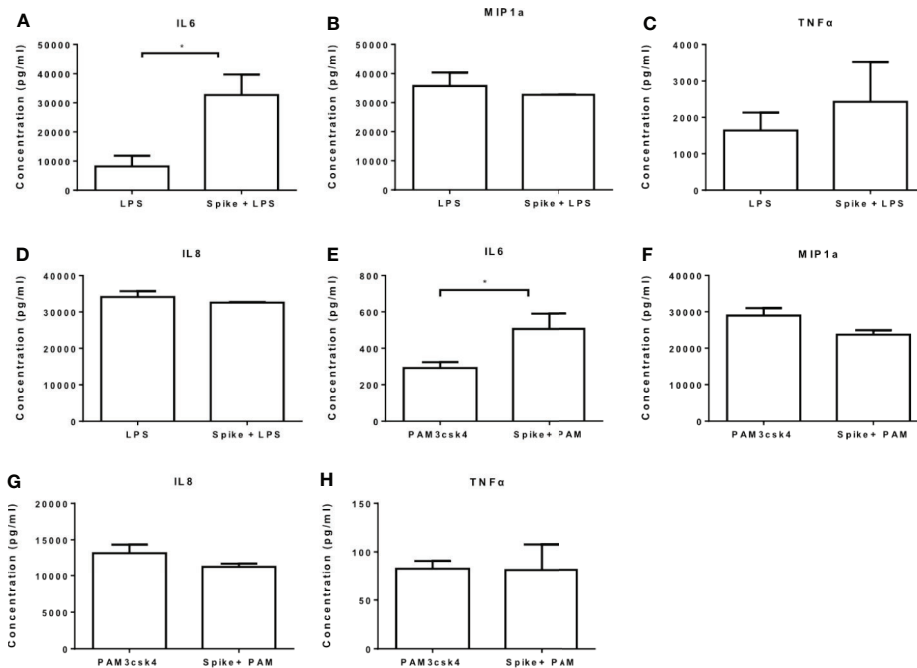 A
IL6
Concentration (pg/ml)
50000
40000
30000
20000
10000
0
*
LPS
Spike + LPS
B
MIP1a
Concentration (pg/ml)
50000
40000
30000
20000
10000
0
LPS
Spike + LPS
C
TNFα
Concentration (pg/ml)
4000
3000
2000
1000
0
LPS
Spike + LPS
D
IL8
Concentration (pg/ml)
40000
30000
20000
10000
0
LPS
Spike + LPS
E
IL6
Concentration (pg/ml)
800
600
400
200
0
*
PAM3csk4
Spike + PAM
F
MIP1a
Concentration (pg/ml)
40000
30000
20000
10000
0
PAM3csk4
Spike + PAM
G
IL8
Concentration (pg/ml)
20000
15000
10000
5000
0
PAM3csk4
Spike + PAM
H
TNFα
Concentration (pg/ml)
150
100
50
0
PAM3csk4
Spike + PAM